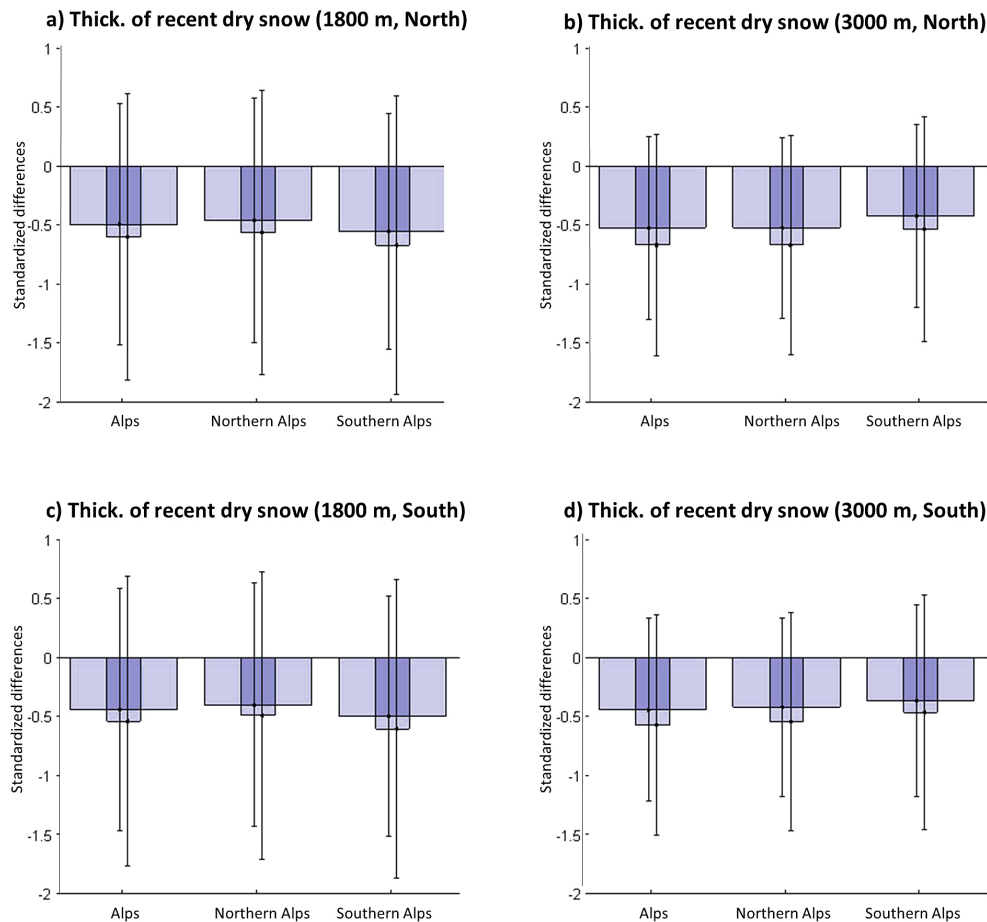 a) Thick. of recent dry snow (1800 m, North)
1
0.5
0
-0.5
-1
-1.5
-2
Standardized differences
Alps
Northern Alps
Southern Alps
b) Thick. of recent dry snow (3000 m, North)
1
0.5
0
-0.5
-1
-1.5
-2
Standardized differences
Alps
Northern Alps
Southern Alps
c) Thick. of recent dry snow (1800 m, South)
1
0.5
0
-0.5
-1
-1.5
-2
Standardized differences
Alps
Northern Alps
Southern Alps
d) Thick. of recent dry snow (3000 m, South)
1
0.5
0
-0.5
-1
-1.5
-2
Standardized differences
Alps
Northern Alps
Southern Alps